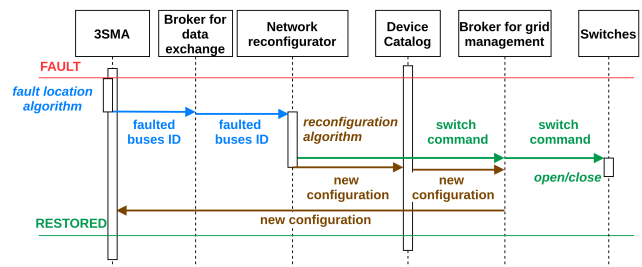 3SMA
Broker for
data
exchange
Network
reconfigurator
Device
Catalog
Broker for grid
management
Switches
FAULT
fault location
algorithm
faulted
buses ID
faulted
buses ID
reconfiguration
algorithm
switch
command
switch
command
open/close
new
configuration
new
configuration
new configuration
RESTORED